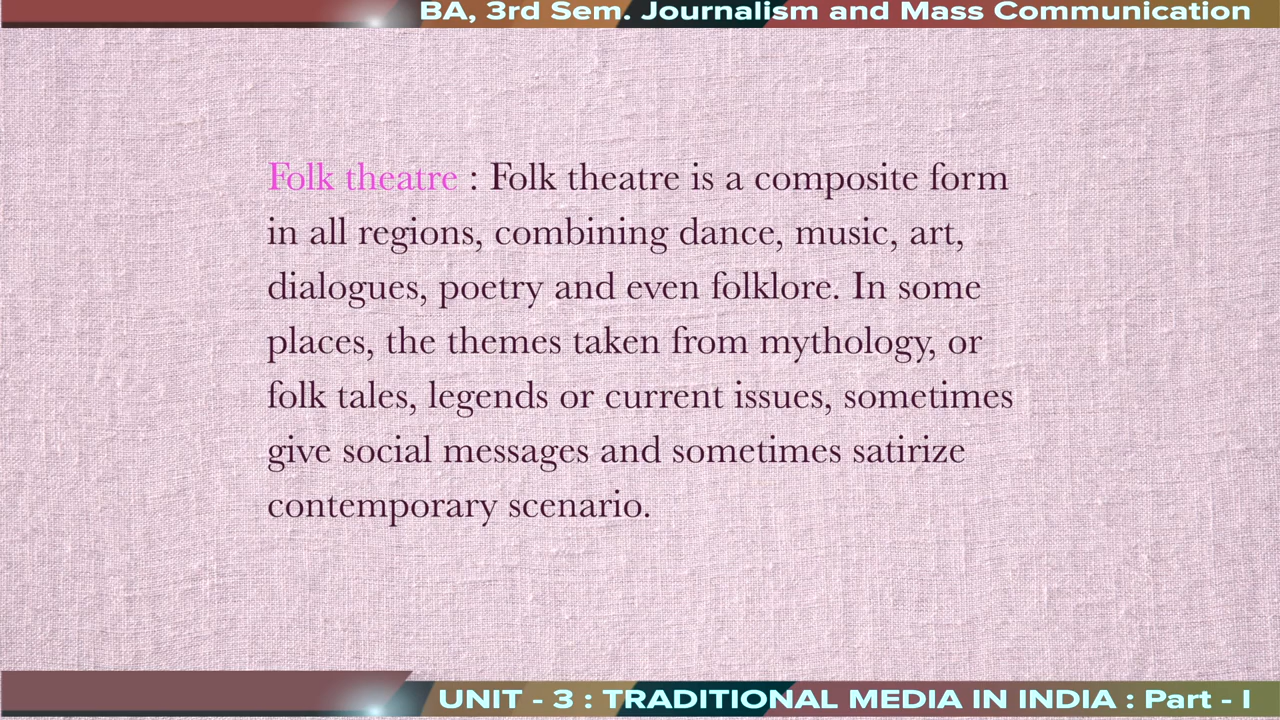 BA, 3rd Sem. Journalism and Mass Communication
Folk theatre : Folk theatre is a composite form
in all regions, combining dance, music, art,
dialogues, poetry and even folklore. In some
places, the themes taken from mythology, or
folk tales, legends or current issues, sometimes
give social messages and sometimes satirize
contemporary scenario.
UNIT - 3 : TRADITIONAL MEDIA IN INDIA : Part - I